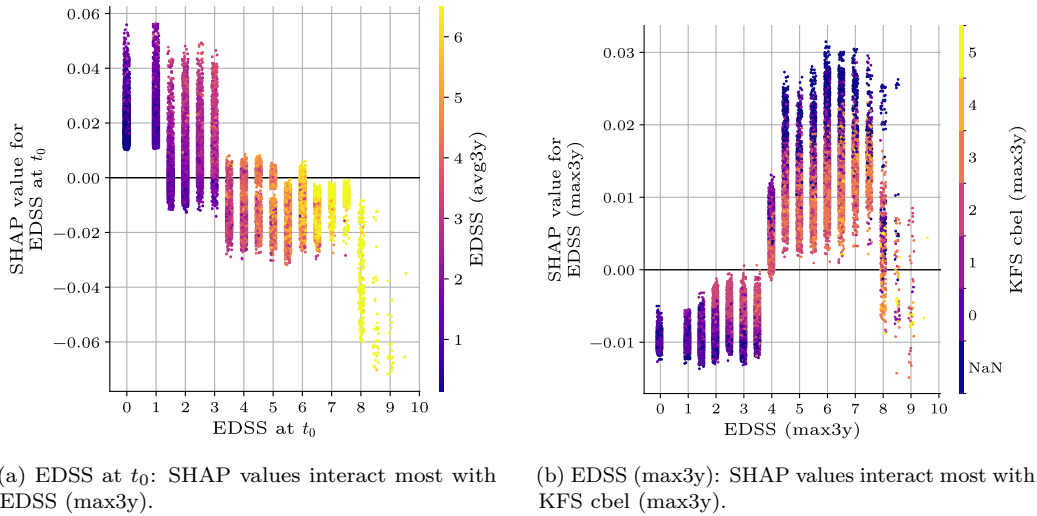 0.06
0.04
0.02
0.00
−0.02
−0.04
−0.06
SHAP value for
EDSS at t0
0 1 2 3 4 5 6 7 8 9 10
EDSS at t0
6
5
4
3
2
1
EDSS (avg3y)
0.03
0.02
0.01
0.00
−0.01
SHAP value for
EDSS (max3y)
0 1 2 3 4 5 6 7 8 9 10
EDSS (max3y)
5
4
3
2
1
0
NaN
KFS cbel (max3y)
a) EDSS at t0: SHAP values interact most with
EDSS (max3y).
(b) EDSS (max3y): SHAP values interact most with
KFS cbel (max3y).